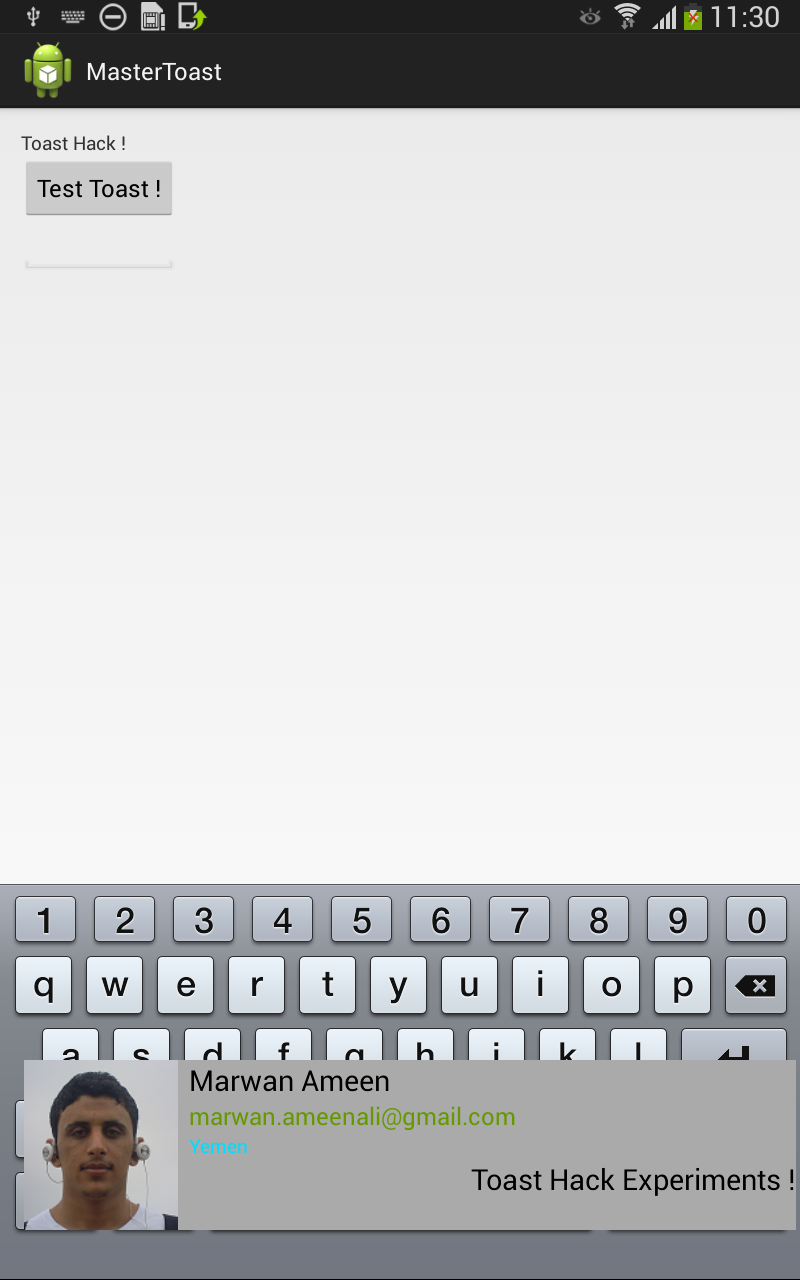 11:30
MasterToast
Toast Hack !
Test Toast !
1 2 3 4 5 6 7 8 9 0
q w e r t y u i o p
a s d f g h j k l
Marwan Ameen
marwan.ameenali@gmail.com
Yemen
Toast Hack Experiments !